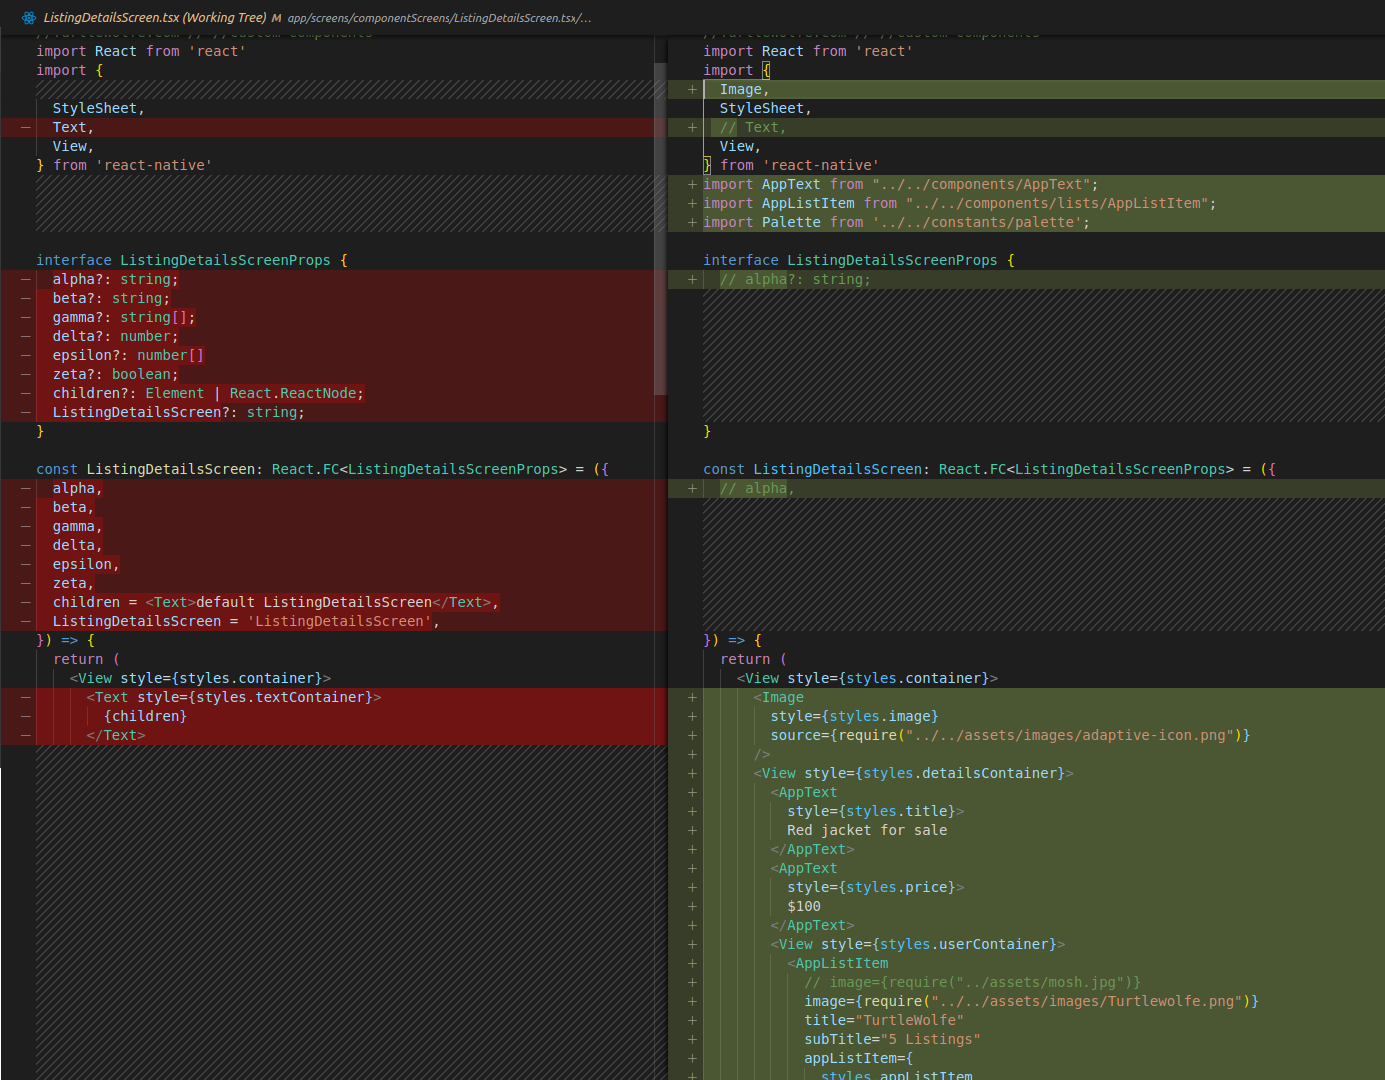 ListingDetailsScreen.tsx (Working Tree) M app/screens/componentScreens/ListingDetailsScreen.tsx/...
import React from 'react'
import {
StyleSheet,
— Text,
View,
} from 'react-native'
interface ListingDetailsScreenProps {
— alpha?: string;
— beta?: string;
— gamma?: string[];
— delta?: number;
— epsilon?: number[]
— zeta?: boolean;
— children?: Element | React.ReactNode;
— ListingDetailsScreen?: string;
}
const ListingDetailsScreen: React.FC<ListingDetailsScreenProps> = ({
— alpha,
— beta,
— gamma,
— delta,
— epsilon,
— zeta,
— children = <Text>default ListingDetailsScreen</Text>,
— ListingDetailsScreen = 'ListingDetailsScreen',
}) => {
return (
<View style={styles.container}>
— <Text style={styles.textContainer}>
— {children}
— </Text>
import React from 'react'
import {
+ Image,
StyleSheet,
+ // Text,
View,
} from 'react-native'
+ import AppText from "../../components/AppText";
+ import AppListItem from "../../components/lists/AppListItem";
+ import Palette from '../../constants/palette';
interface ListingDetailsScreenProps {
+ // alpha?: string;
}
const ListingDetailsScreen: React.FC<ListingDetailsScreenProps> = ({
+ // alpha,
}) => {
return (
<View style={styles.container}>
+ <Image
+ style={styles.image}
+ source={require("../../assets/images/adaptive-icon.png")}
+ />
+ <View style={styles.detailsContainer}>
+ <AppText
+ style={styles.title}>
+ Red jacket for sale
+ </AppText>
+ <AppText
+ style={styles.price}>
+ $100
+ </AppText>
+ <View style={styles.userContainer}>
+ <AppListItem
+ // image={require("../assets/mosh.jpg")}
+ image={require("../../assets/images/Turtlewolfe.png")}
+ title="TurtleWolfe"
+ subTitle="5 Listings"
+ appListItem={
+ styles.appListItem